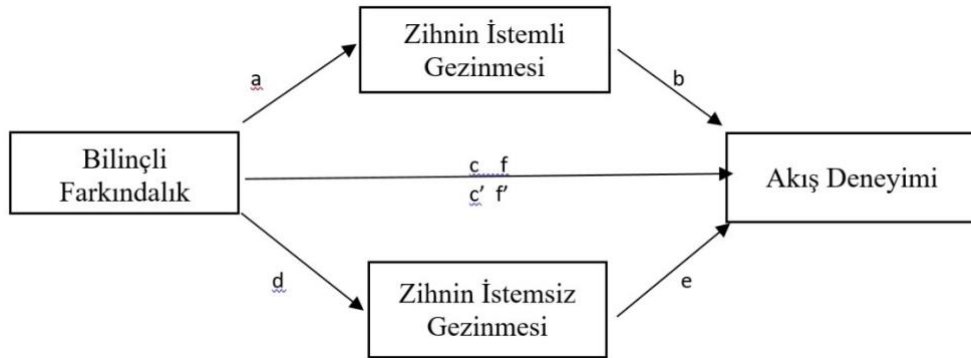 Zihnin İstemli
Gezinmesi
a
b
Bilinçli
Farkındalık
c f
c' f'
Akış Deneyimi
d
e
Zihnin İstemsiz
Gezinmesi